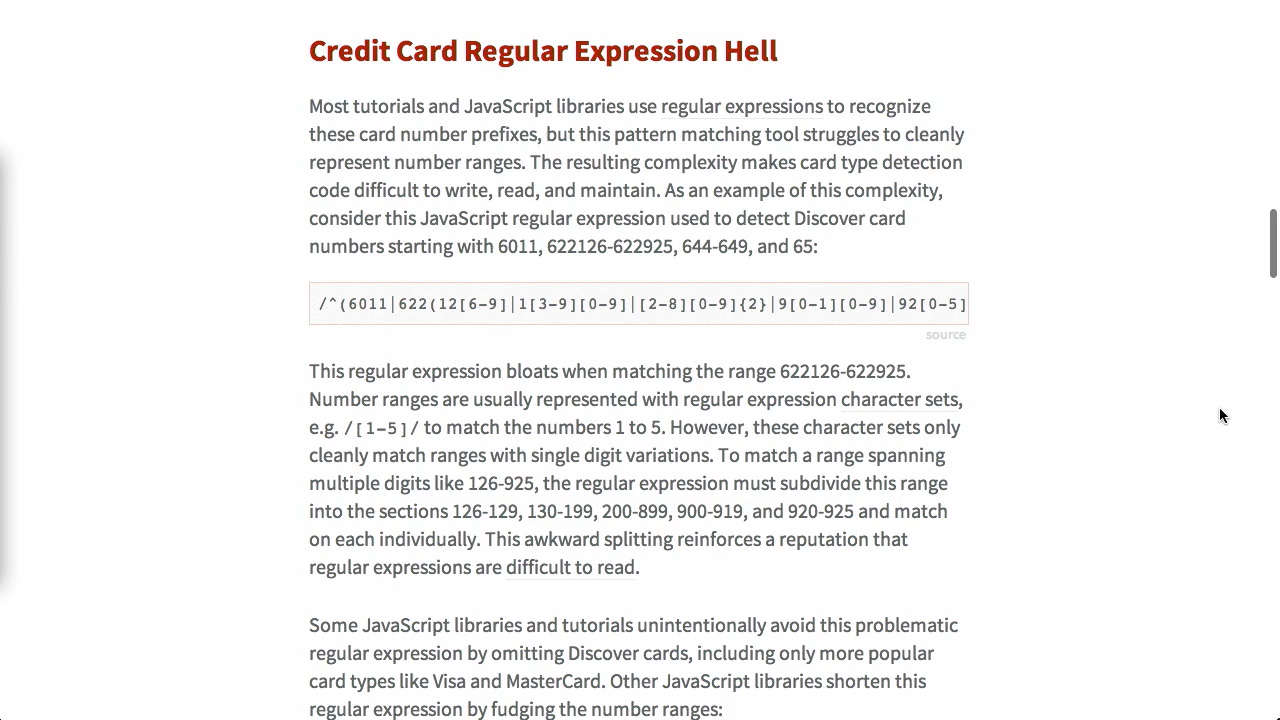 Credit Card Regular Expression Hell
Most tutorials and JavaScript libraries use regular expressions to recognize
these card number prefixes, but this pattern matching tool struggles to cleanly
represent number ranges. The resulting complexity makes card type detection
code difficult to write, read, and maintain. As an example of this complexity,
consider this JavaScript regular expression used to detect Discover card
numbers starting with 6011, 622126-622925, 644-649, and 65:
/^(6011|622(12[6-9]|1[3-9][0-9]|[2-8][0-9]{2}|9[0-1][0-9]|92[0-5]
source
This regular expression bloats when matching the range 622126-622925.
Number ranges are usually represented with regular expression character sets,
e.g. /[1-5]/ to match the numbers 1 to 5. However, these character sets only
cleanly match ranges with single digit variations. To match a range spanning
multiple digits like 126-925, the regular expression must subdivide this range
into the sections 126-129, 130-199, 200-899, 900-919, and 920-925 and match
on each individually. This awkward splitting reinforces a reputation that
regular expressions are difficult to read.
Some JavaScript libraries and tutorials unintentionally avoid this problematic
regular expression by omitting Discover cards, including only more popular
card types like Visa and MasterCard. Other JavaScript libraries shorten this
regular expression by fudging the number ranges: